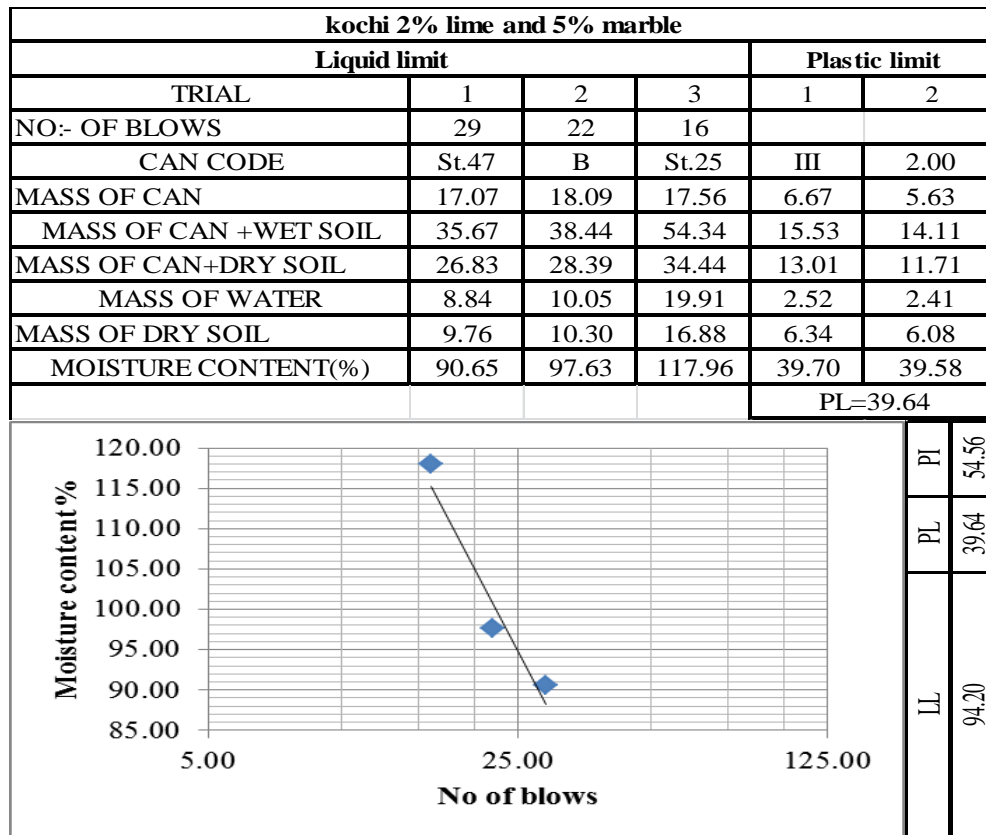 kochi 2% lime and 5% marble
Liquid limit Plastic limit
TRIAL 1 2 3 1 2
NO:- OF BLOWS 29 22 16
CAN CODE St.47 B St.25 III 2.00
MASS OF CAN 17.07 18.09 17.56 6.67 5.63
MASS OF CAN +WET SOIL 35.67 38.44 54.34 15.53 14.11
MASS OF CAN+DRY SOIL 26.83 28.39 34.44 13.01 11.71
MASS OF WATER 8.84 10.05 19.91 2.52 2.41
MASS OF DRY SOIL 9.76 10.30 16.88 6.34 6.08
MOISTURE CONTENT(%) 90.65 97.63 117.96 39.70 39.58
PL=39.64
Moisture content%
120.00
115.00
110.00
105.00
100.00
95.00
90.00
85.00
5.00 25.00 125.00
No of blows
PI 54.56
PL 39.64
LL 94.20